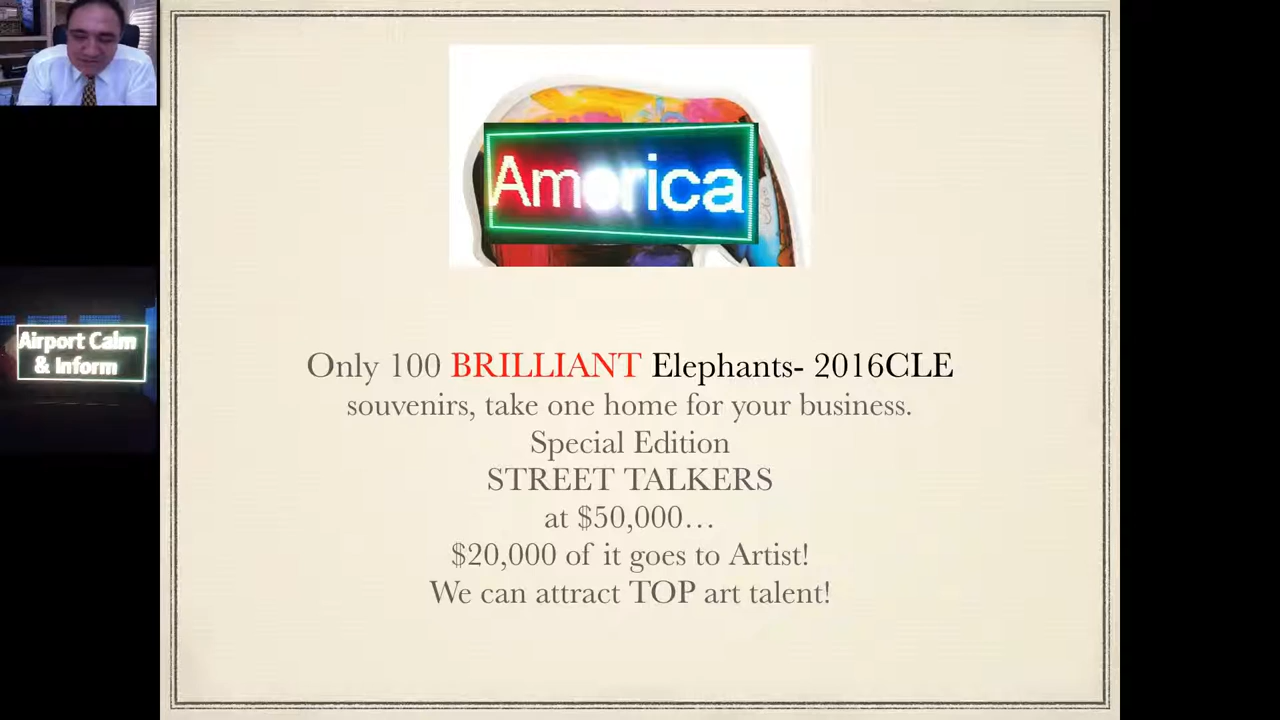 America
Airport Calm
& Inform
Only 100 BRILLIANT Elephants- 2016CLE
souvenirs, take one home for your business.
Special Edition
STREET TALKERS
at $50,000…
$20,000 of it goes to Artist!
We can attract TOP art talent!